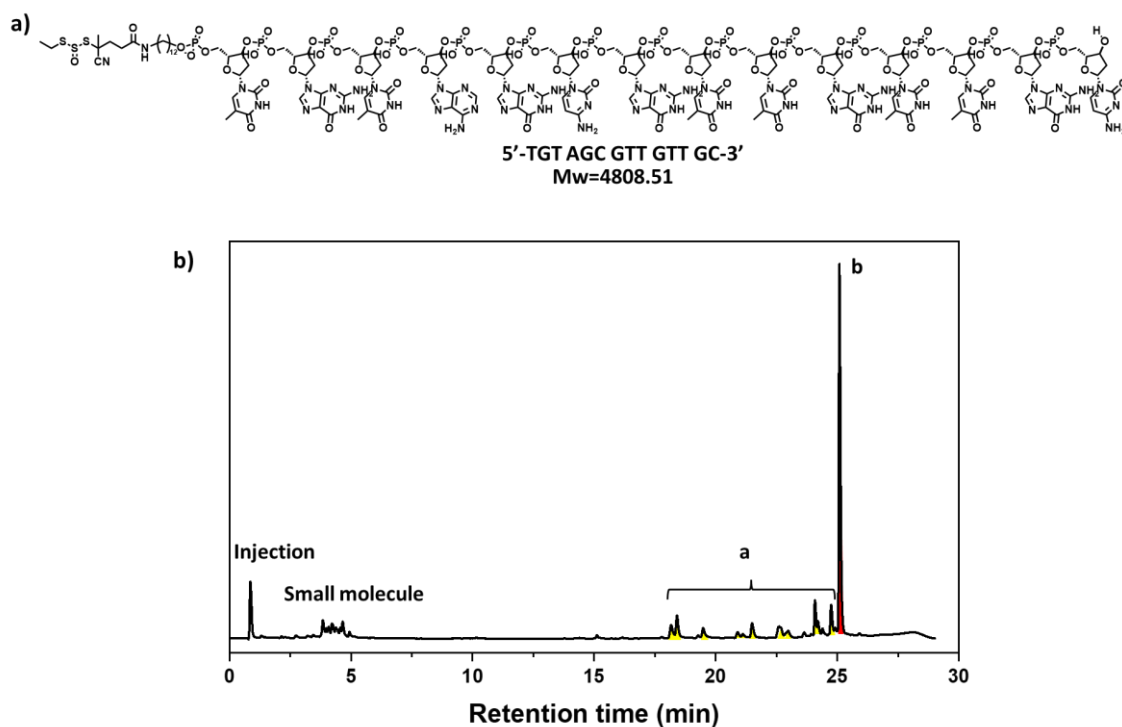 a)
5’-TGT AGC GTT GTT GC-3’
Mw=4808.51
b)
b
Injection
a
Small molecule
0 5 10 15 20 25 30
Retention time (min)